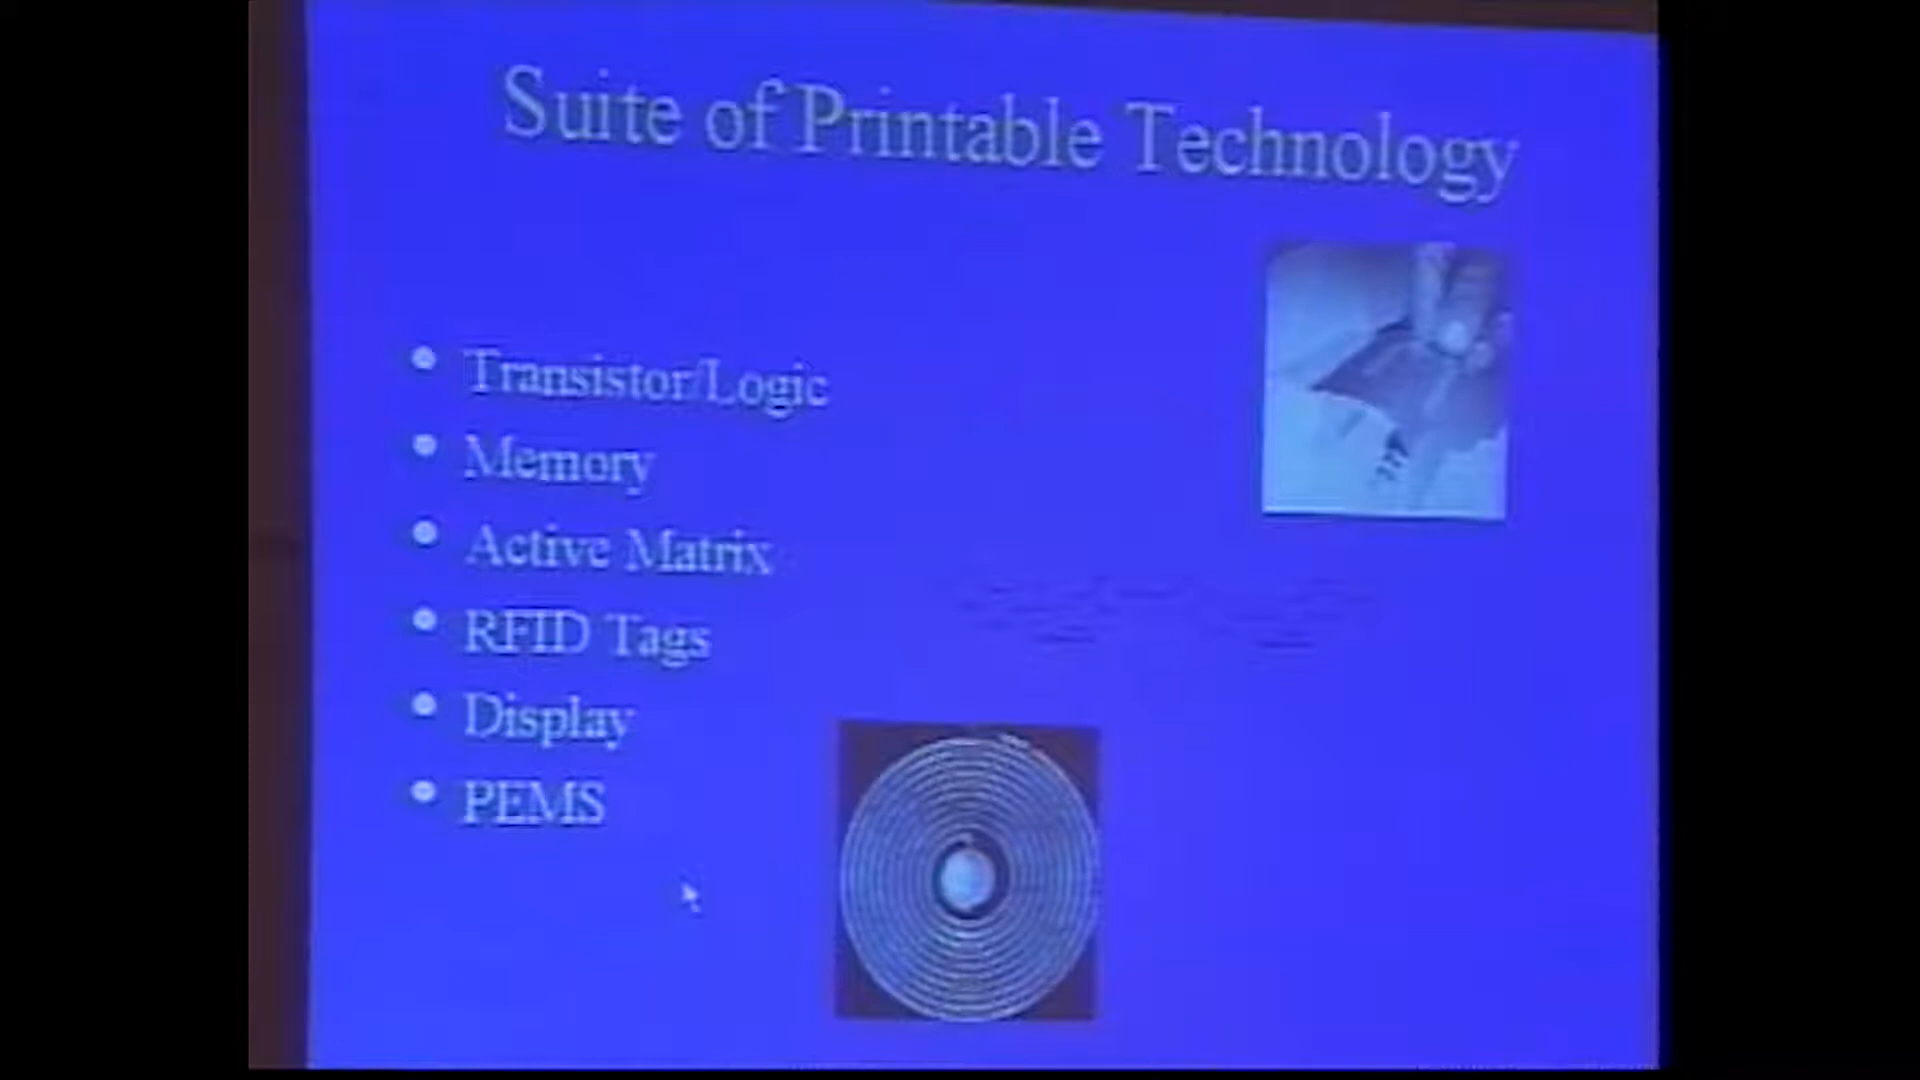 Suite of Printable Technology
Transistor/Logic
Memory
Active Matrix
RFID Tags
Display
PEMS